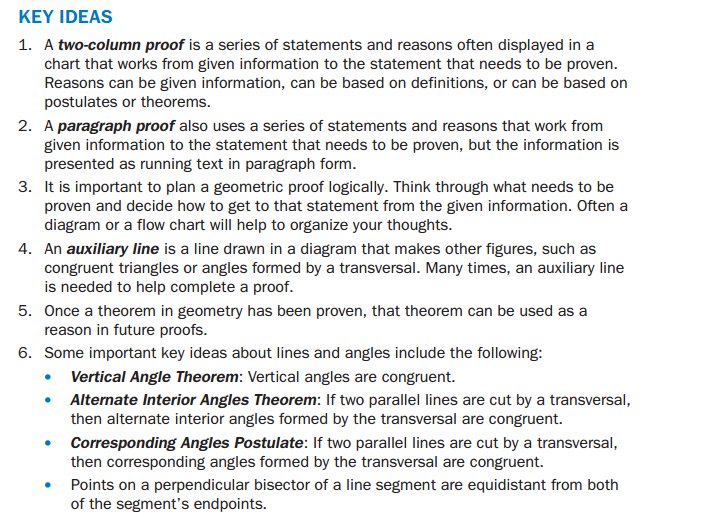 KEY IDEAS
1. A two-column proof is a series of statements and reasons often displayed in a
chart that works from given information to the statement that needs to be proven.
Reasons can be given information, can be based on definitions, or can be based on
postulates or theorems.
2. A paragraph proof also uses a series of statements and reasons that work from
given information to the statement that needs to be proven, but the information is
presented as running text in paragraph form.
3. It is important to plan a geometric proof logically. Think through what needs to be
proven and decide how to get to that statement from the given information. Often a
diagram or a flow chart will help to organize your thoughts.
4. An auxiliary line is a line drawn in a diagram that makes other figures, such as
congruent triangles or angles formed by a transversal. Many times, an auxiliary line
is needed to help complete a proof.
5. Once a theorem in geometry has been proven, that theorem can be used as a
reason in future proofs.
6. Some important key ideas about lines and angles include the following:
• Vertical Angle Theorem: Vertical angles are congruent.
• Alternate Interior Angles Theorem: If two parallel lines are cut by a transversal,
then alternate interior angles formed by the transversal are congruent.
• Corresponding Angles Postulate: If two parallel lines are cut by a transversal,
then corresponding angles formed by the transversal are congruent.
• Points on a perpendicular bisector of a line segment are equidistant from both
of the segment's endpoints.